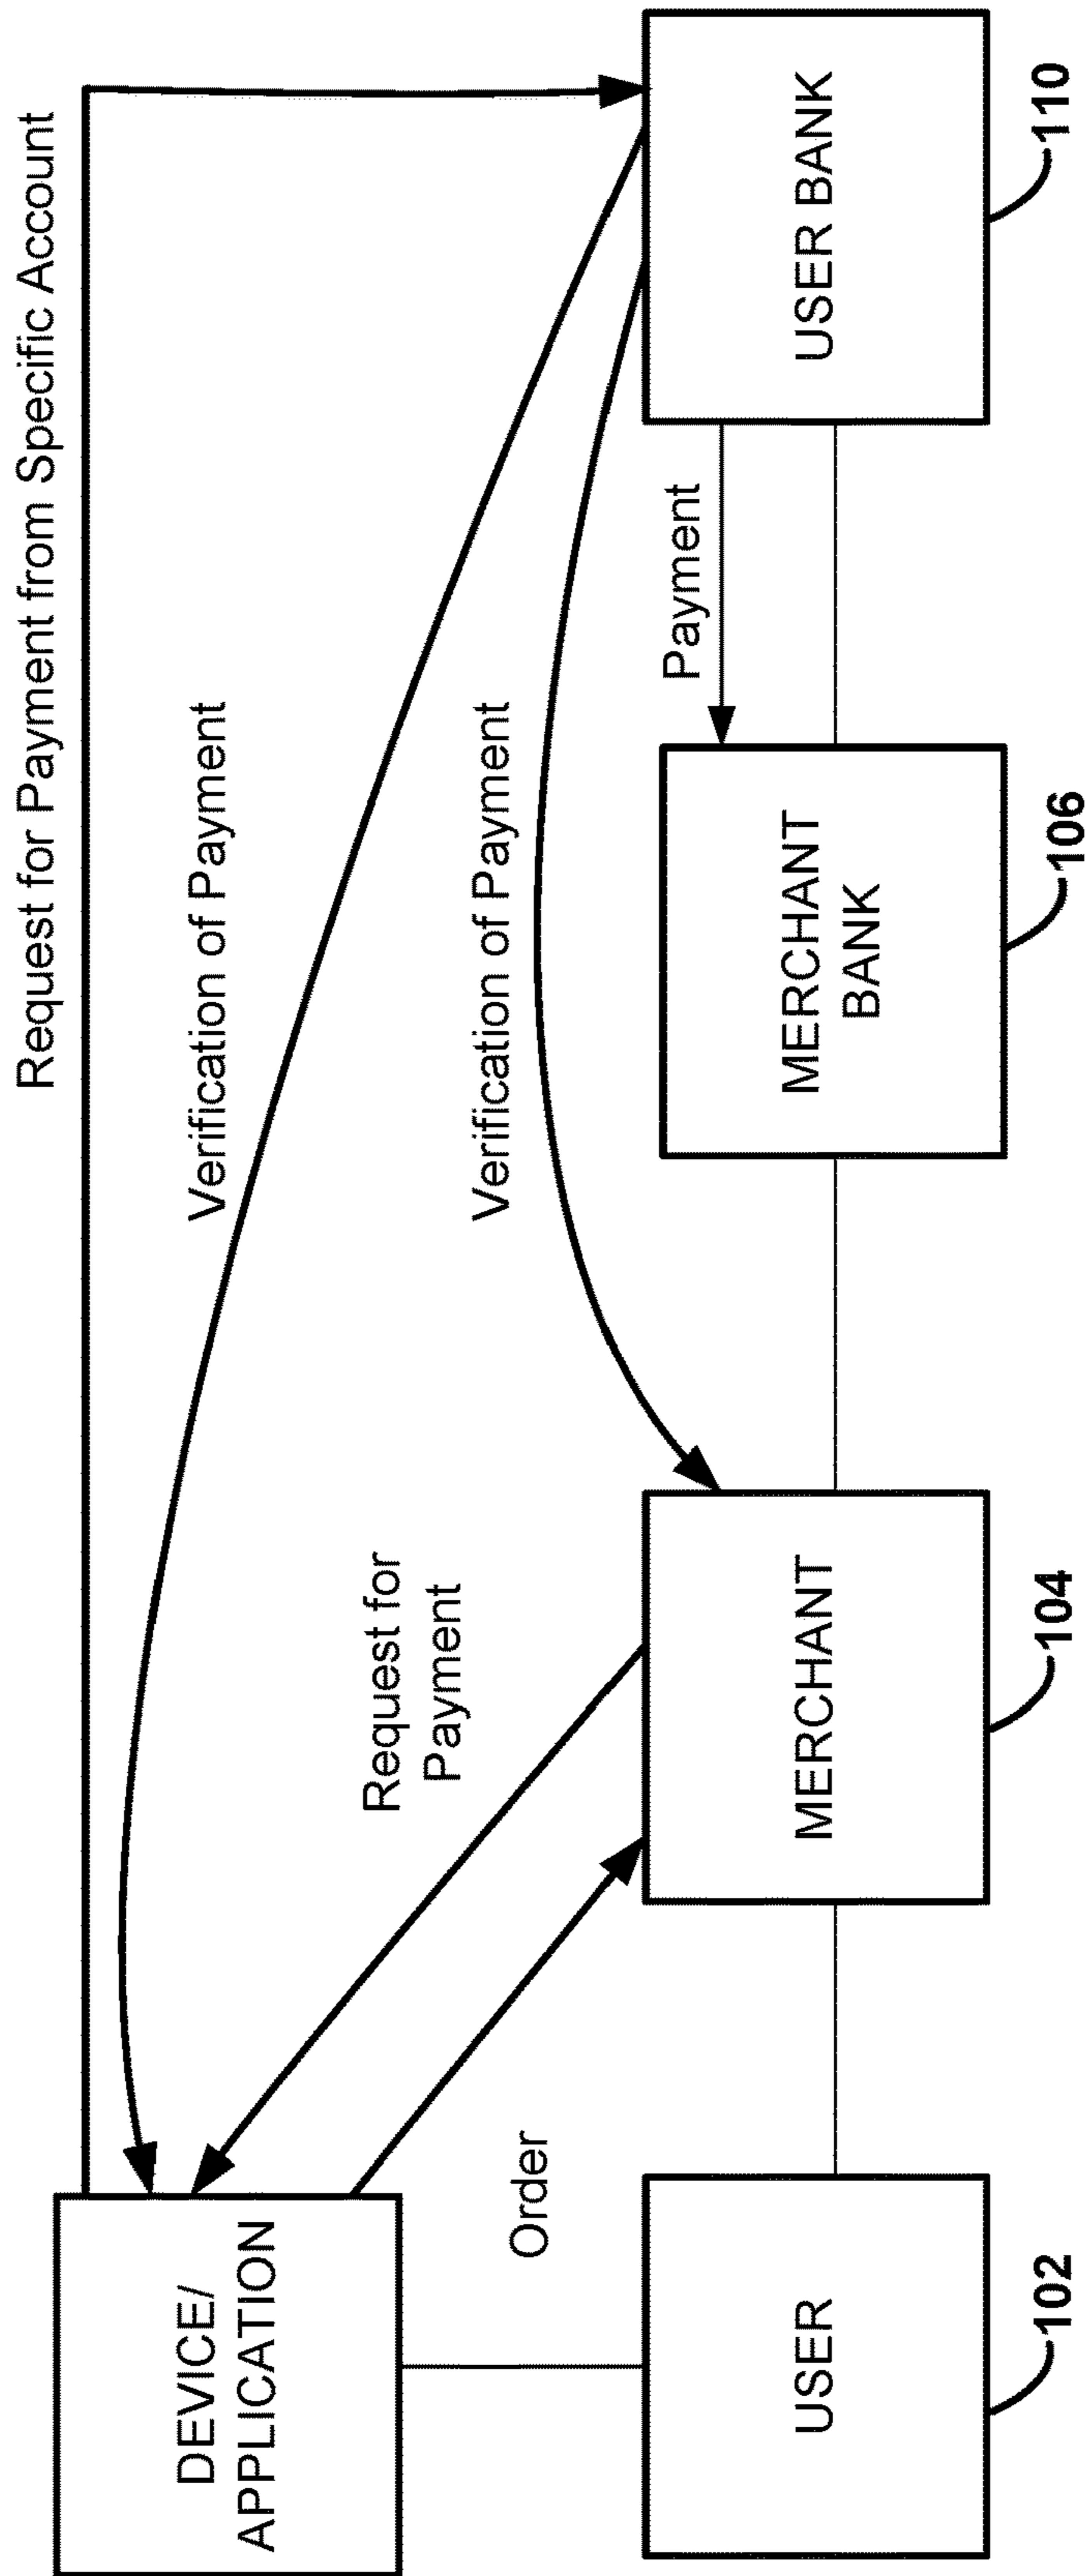 Request for Payment from Specific Account
DEVICE/
APPLICATION
Verification of Payment
Request for
Payment
Verification of Payment
Order
Payment
USER
MERCHANT
MERCHANT
BANK
USER BANK
102
104
106
110